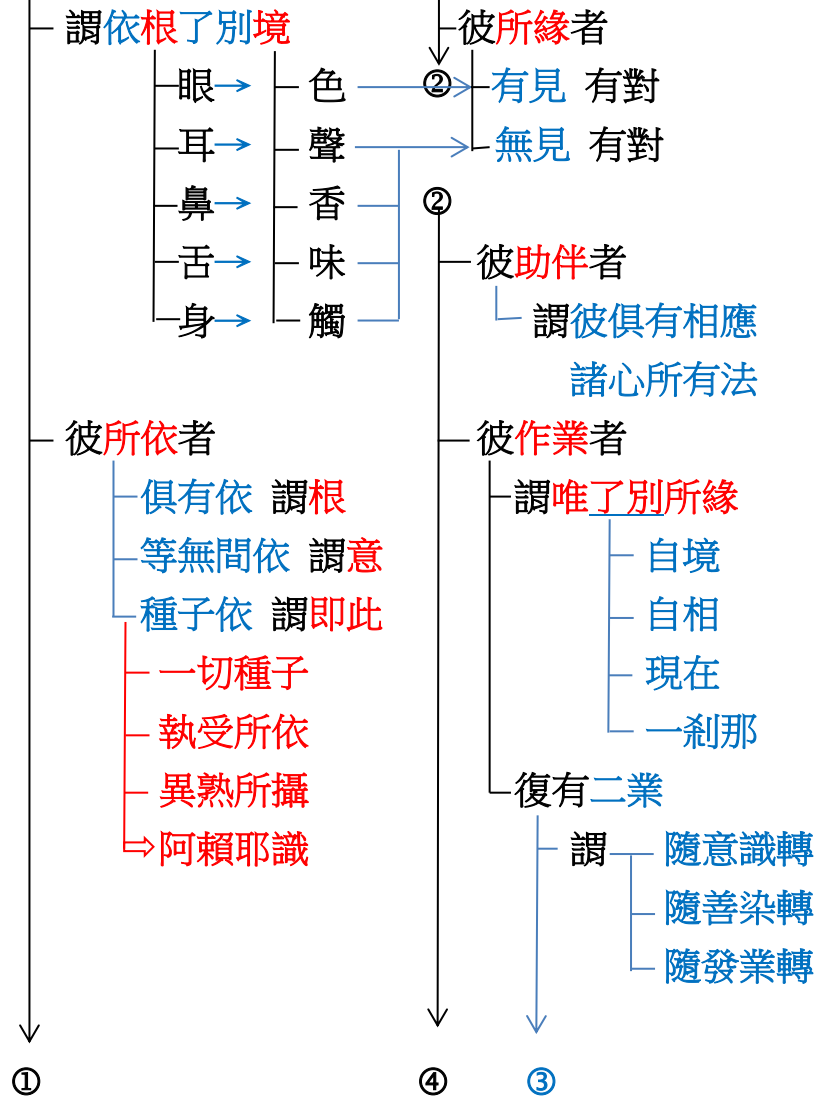 謂依根了別境
眼 色
耳 聲
鼻 香
舌 味
身 觸
彼所依者
俱有依 謂根
等無間依 謂意
種子依 謂即此
一切種子
執受所依
異熟所攝
阿賴耶識
①
彼所緣者
②
有見 有對
無見 有對
②
彼助伴者
謂彼俱有相應
諸心所有法
彼作業者
謂唯了別所緣
自境
自相
現在
一剎那
復有二業
謂 隨意識轉
隨善染轉
隨發業轉
④ ③